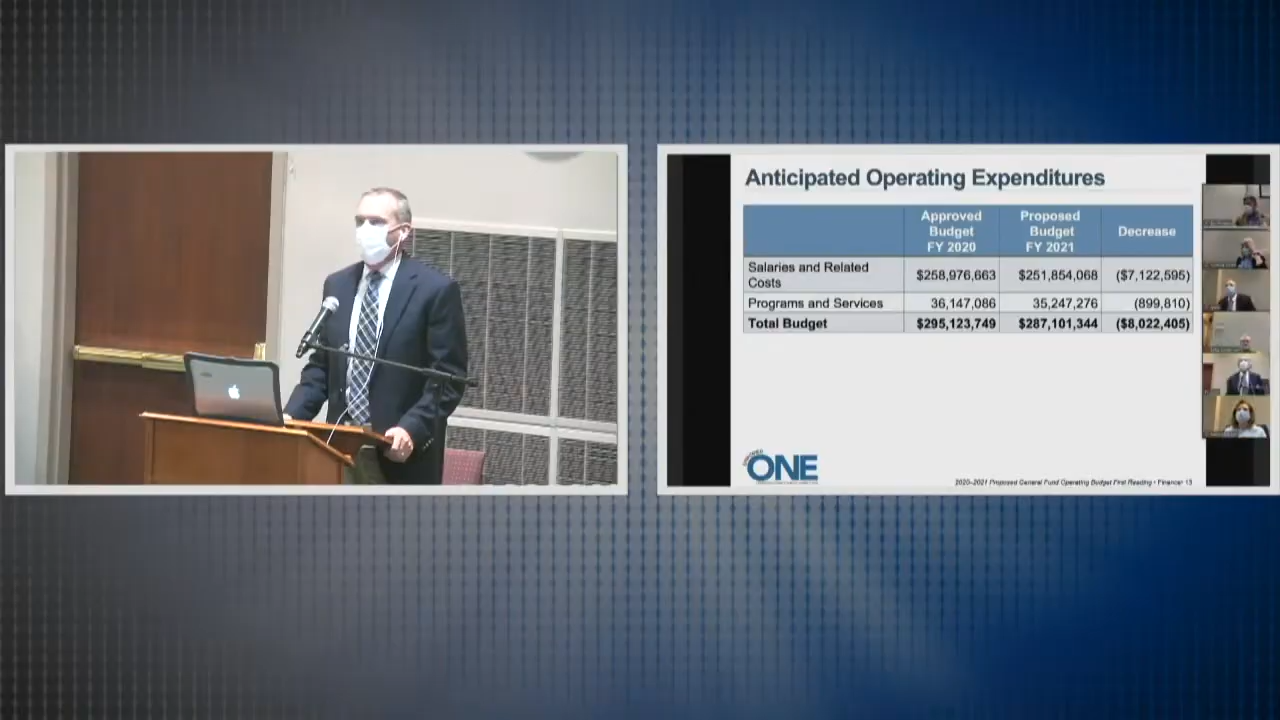 Anticipated Operating Expenditures
Approved Budget FY 2020 Proposed Budget FY 2021 Decrease
Salaries and Related Costs $258,976,663 $251,854,068 ($7,122,595)
Programs and Services 36,147,086 35,247,276 (899,810)
Total Budget $295,123,749 $287,101,344 ($8,022,405)
ONE
2020–2021 Proposed General Fund Operating Budget First Reading • Finance/ 13